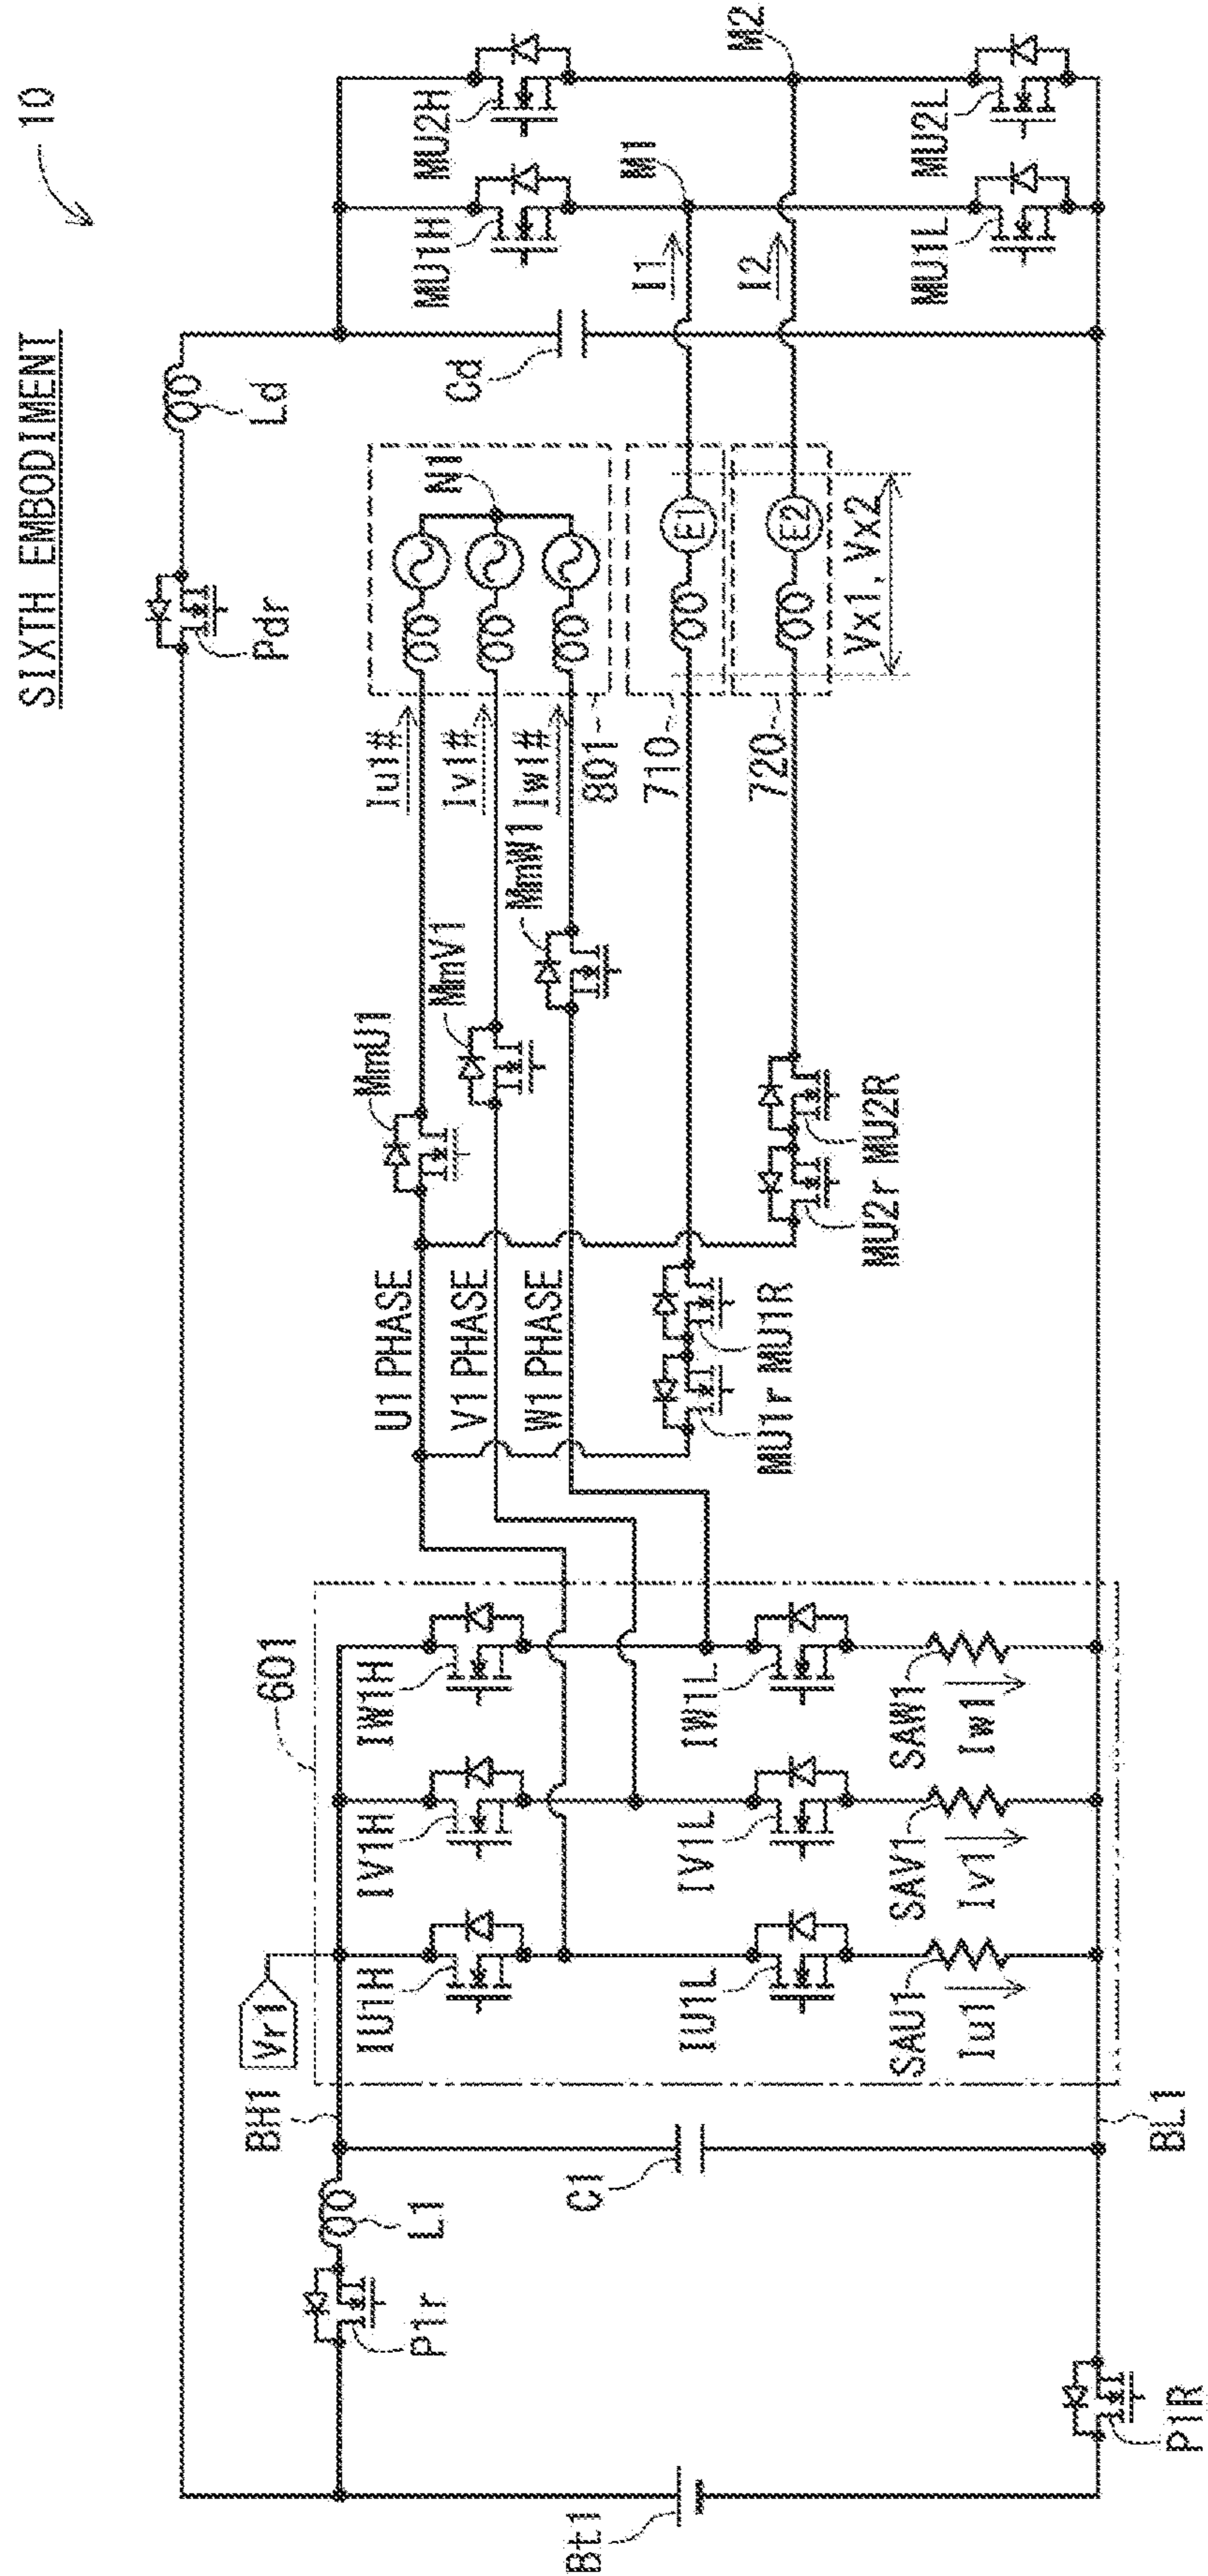 SIXTH EMBODIMENT
10
Pdr
Ld
601
Vr1
BH1
P1r
L1
C1
Bt1
P1R
BL1
IU1H
IV1H
IW1H
IU1L
IV1L
IW1L
SAU1
SAV1
SAW1
Iu1
Iv1
Iw1
U1 PHASE
V1 PHASE
W1 PHASE
MmU1
MmV1
MmW1
Iu1#
Iv1#
Iw1#
801
N1
MU1r MU1R
MU2r MU2R
710
720
E1
E2
Vx1, Vx2
Cd
I1
I2
MU1H
MU2H
M1
M2
MU1L
MU2L